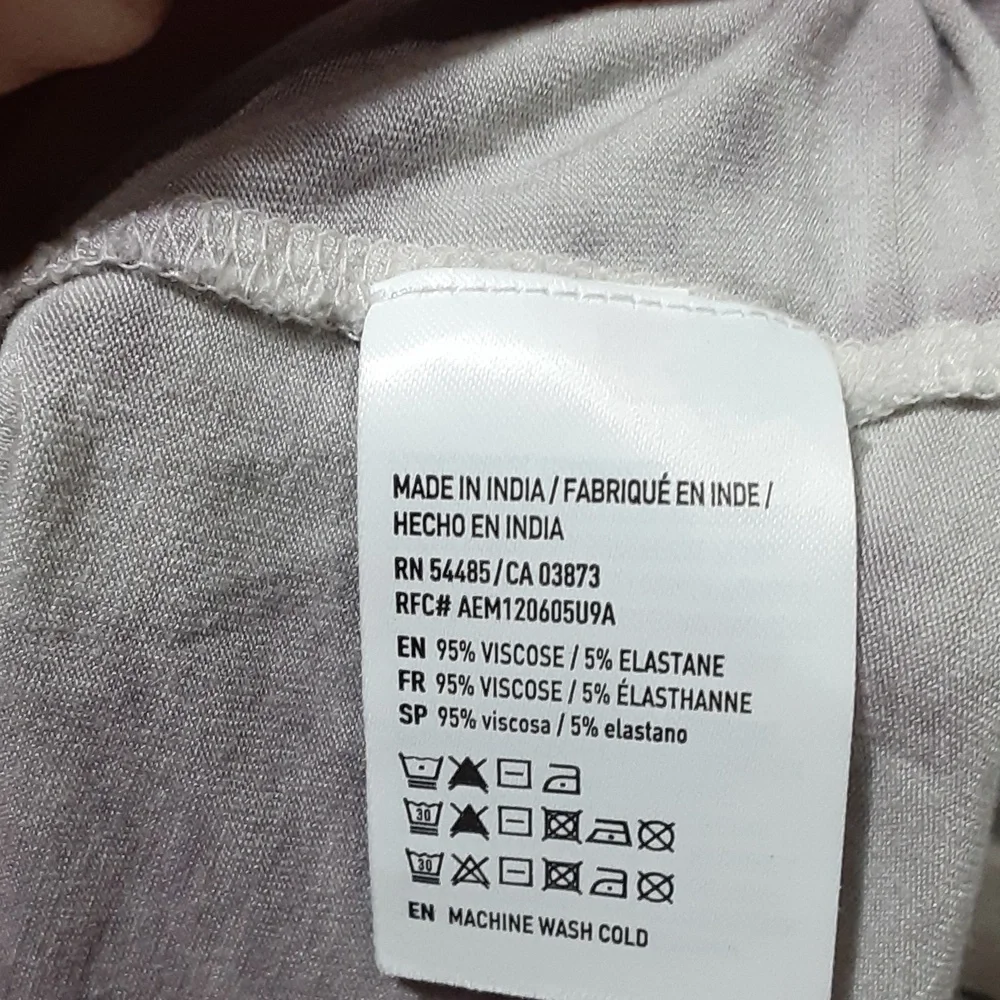 MADE IN INDIA / FABRIQUÉ EN INDE /
HECHO EN INDIA
RN 54485/CA 03873
RFC# AEM120605U9A
EN 95% VISCOSE / 5% ELASTANE
FR 95% VISCOSE / 5% ÉLASTHANNE
SP 95% viscosa / 5% elastano
30
30
EN MACHINE WASH COLD